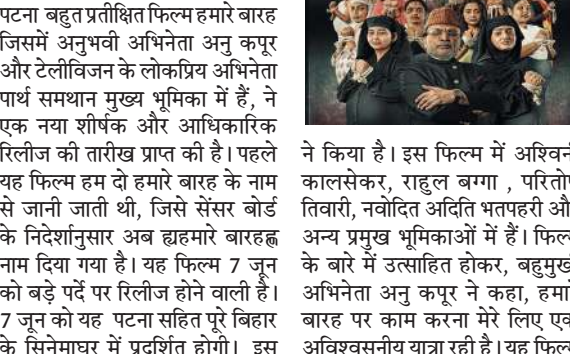 पटना बहुत प्रतीक्षित फिल्म हमारे बारह
जिसमें अनुभवी अभिनेता अनु कपूर
और टेलीविजन के लोकप्रिय अभिनेता
पार्थ समथान मुख्य भूमिका में हैं, ने
एक नया शीर्षक और आधिकारिक
रिलीज की तारीख प्राप्त की है। पहले
यह फिल्म हम दो हमारे बारह के नाम
से जानी जाती थी, जिसे सेंसर बोर्ड
के निदेर्शानुसार अब ह्यहमारे बारहह्ण
नाम दिया गया है। यह फिल्म 7 जून
को बड़े पर्दे पर रिलीज होने वाली है।
7 जून को यह पटना सहित पूरे बिहार
के सिनेमाघर में प्रदर्शित होगी। इस
ने किया है। इस फिल्म में अश्विनी
कालसेकर, राहुल बग्गा , परितोष
तिवारी, नवोदित अदिति भतपहरी और
अन्य प्रमुख भूमिकाओं में हैं। फिल्म
के बारे में उत्साहित होकर, बहुमुखी
अभिनेता अनु कपूर ने कहा, हमारे
बारह पर काम करना मेरे लिए एक
अविश्वसनीय यात्रा रही है। यह फिल्म